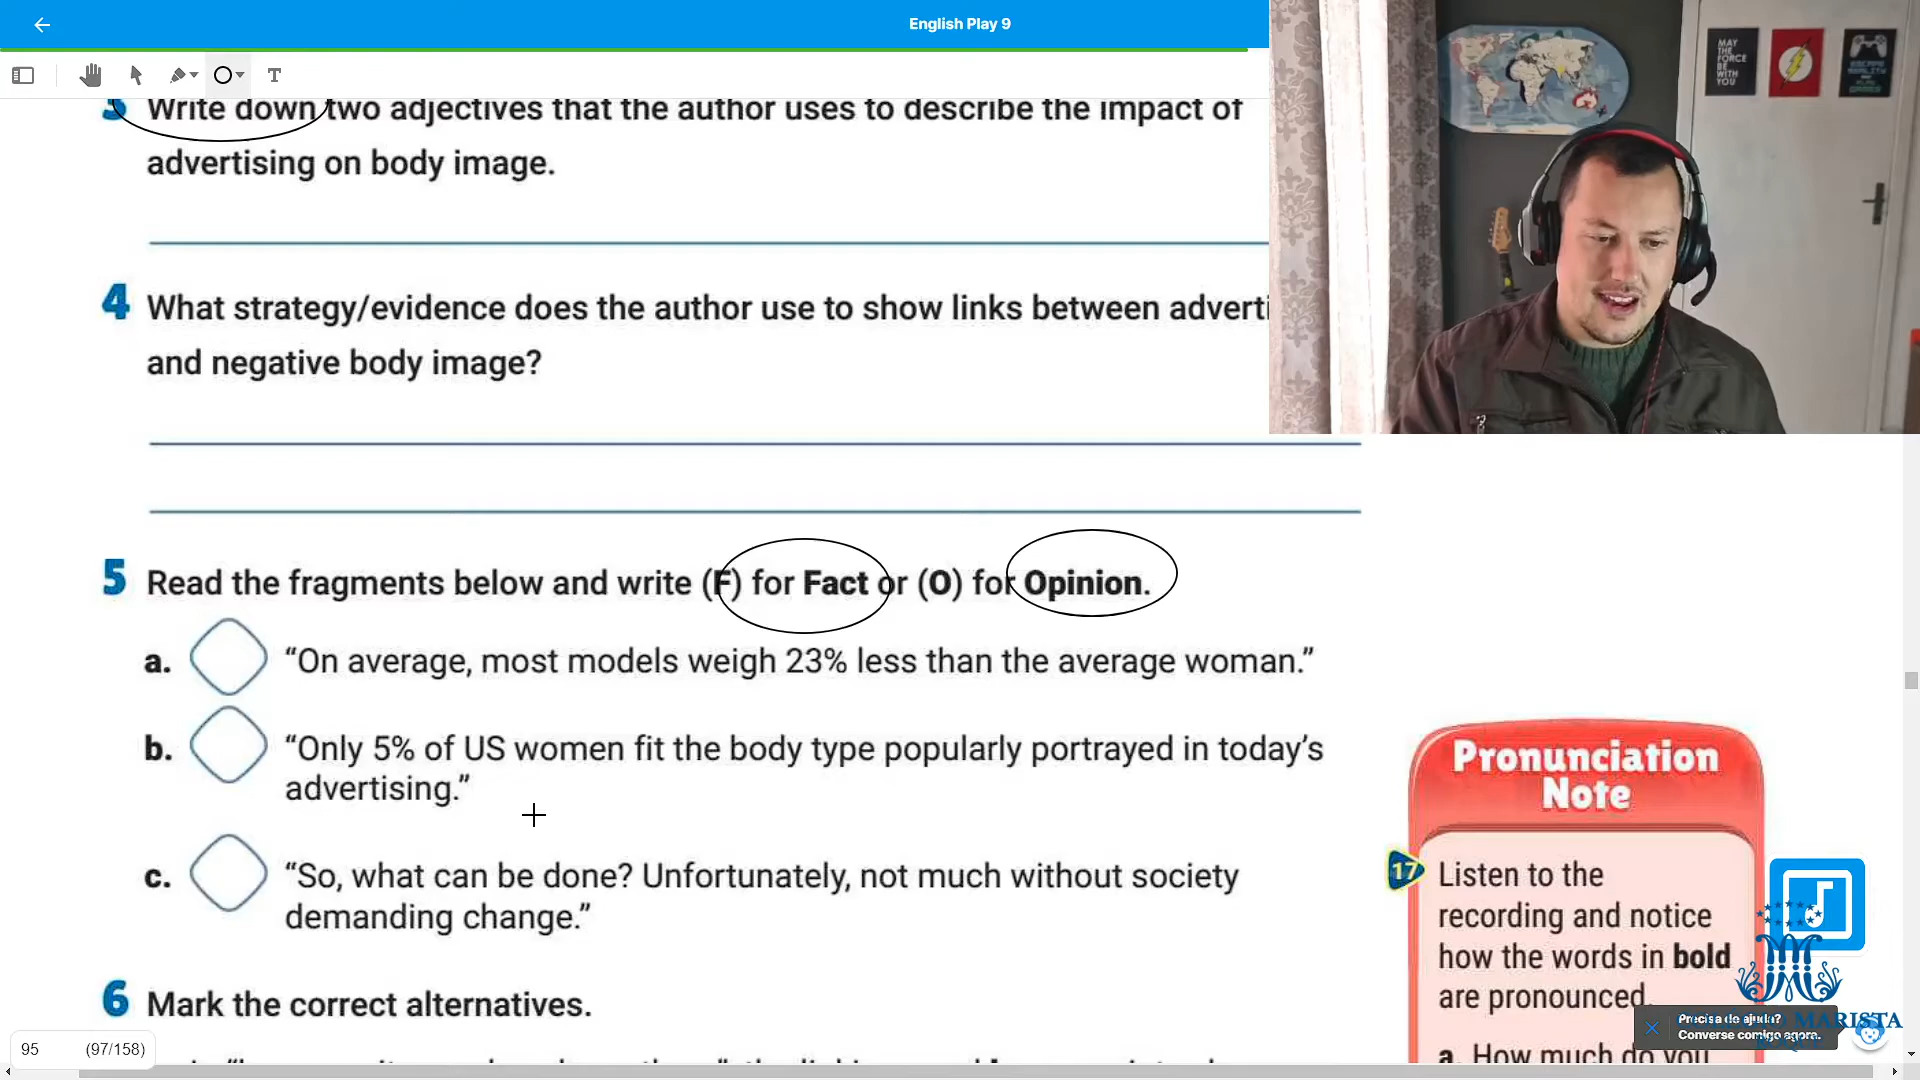 English Play 9
T
MAY
THE
FORCE
BE
WITH
YOU
3 Write down two adjectives that the author uses to describe the impact of
advertising on body image.
4 What strategy/evidence does the author use to show links between adverti
and negative body image?
5 Read the fragments below and write (F) for Fact or (O) for Opinion.
a. “On average, most models weigh 23% less than the average woman.”
b. “Only 5% of US women fit the body type popularly portrayed in today’s
advertising.”
c. “So, what can be done? Unfortunately, not much without society
demanding change.”
6 Mark the correct alternatives.
Pronunciation
Note
17 Listen to the
recording and notice
how the words in bold
are pronounced.
a. How much do you
Precisa de ajuda?
Converse comigo agora.
MARISTA
95 (97/158)